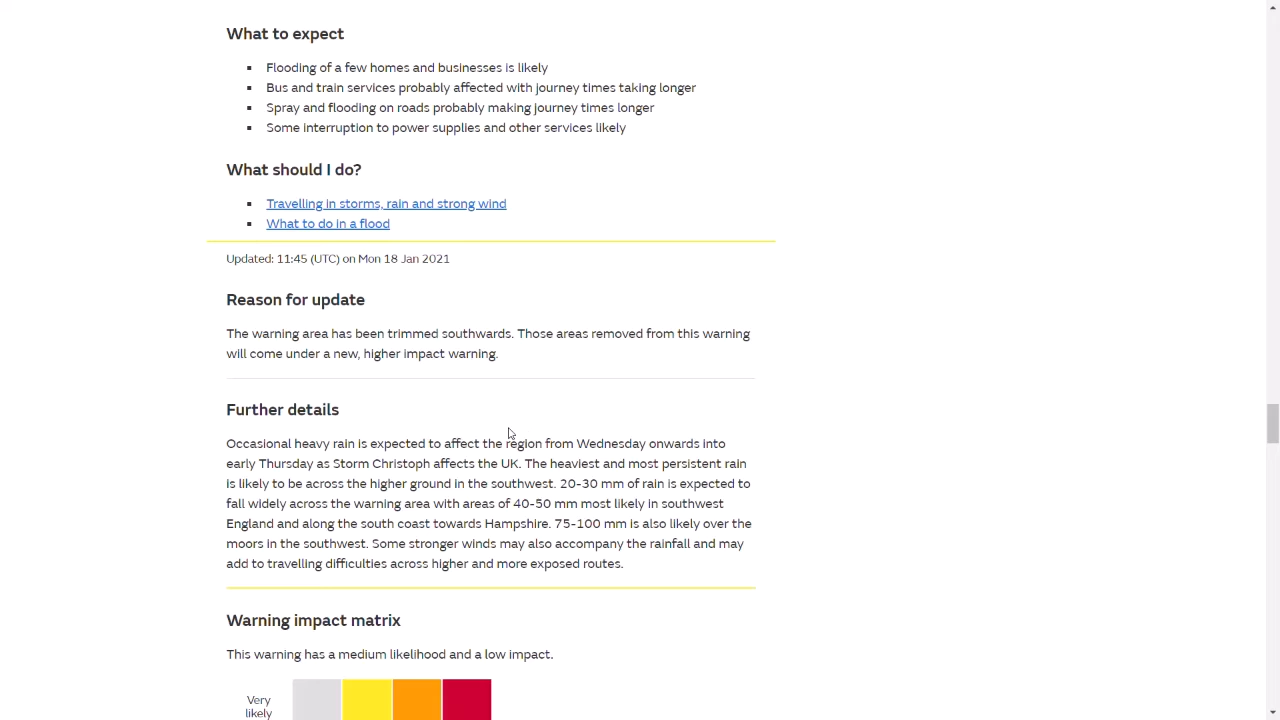 What to expect
Flooding of a few homes and businesses is likely
Bus and train services probably affected with journey times taking longer
Spray and flooding on roads probably making journey times longer
Some interruption to power supplies and other services likely
What should I do?
Travelling in storms, rain and strong wind
What to do in a flood
Updated: 11:45 (UTC) on Mon 18 Jan 2021
Reason for update
The warning area has been trimmed southwards. Those areas removed from this warning
will come under a new, higher impact warning.
Further details
Occasional heavy rain is expected to affect the region from Wednesday onwards into
early Thursday as Storm Christoph affects the UK. The heaviest and most persistent rain
is likely to be across the higher ground in the southwest. 20-30 mm of rain is expected to
fall widely across the warning area with areas of 40-50 mm most likely in southwest
England and along the south coast towards Hampshire. 75-100 mm is also likely over the
moors in the southwest. Some stronger winds may also accompany the rainfall and may
add to travelling difficulties across higher and more exposed routes.
Warning impact matrix
This warning has a medium likelihood and a low impact.
Very
likely